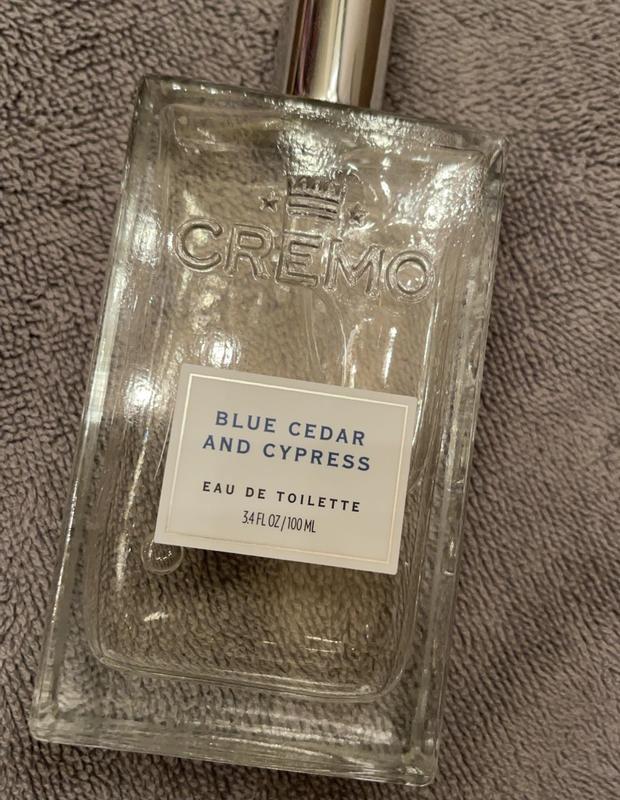 CREMO
BLUE CEDAR
AND CYPRESS
EAU DE TOILETTE
3.4 FL OZ / 100 ML